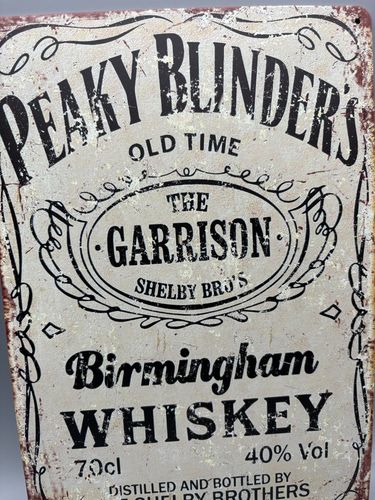 PEAKY BLINDER'S
OLD TIME
THE
GARRISON
SHELBY BRO'S
Birmingham
WHISKEY
70cl 40% Vol
DISTILLED AND BOTTLED BY
SHELBY BROTHERS